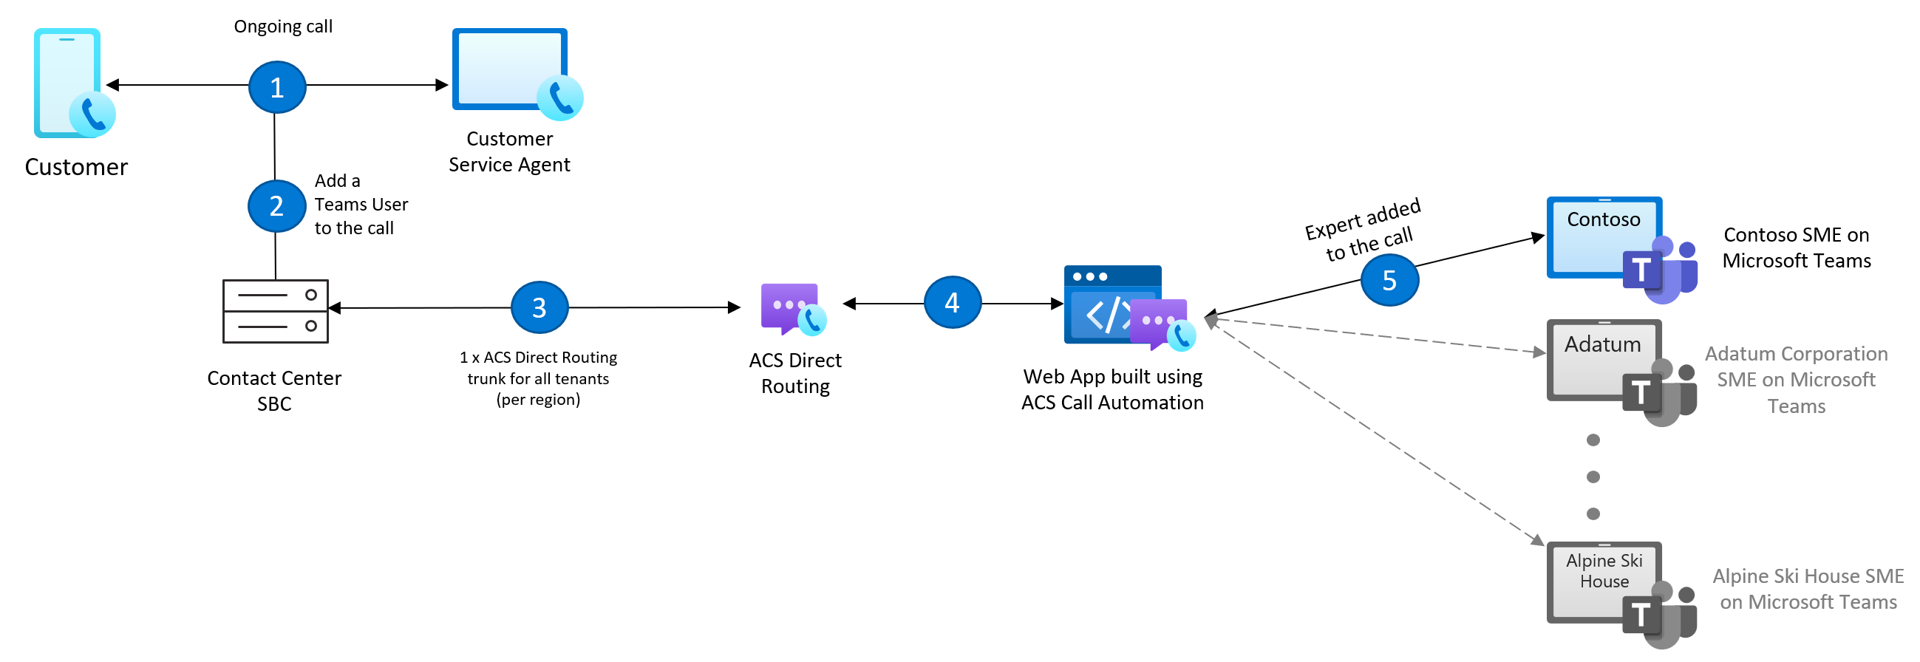 Ongoing call
1
Customer
Customer
Service Agent
2
Add a
Teams User
to the call
Contact Center
SBC
3
1 x ACS Direct Routing
trunk for all tenants
(per region)
ACS Direct
Routing
4
</>
Web App built using
ACS Call Automation
Expert added
to the call
5
Contoso
T
Contoso SME on
Microsoft Teams
Adatum
T
Adatum Corporation
SME on Microsoft
Teams
Alpine Ski
House
T
Alpine Ski House SME
on Microsoft Teams